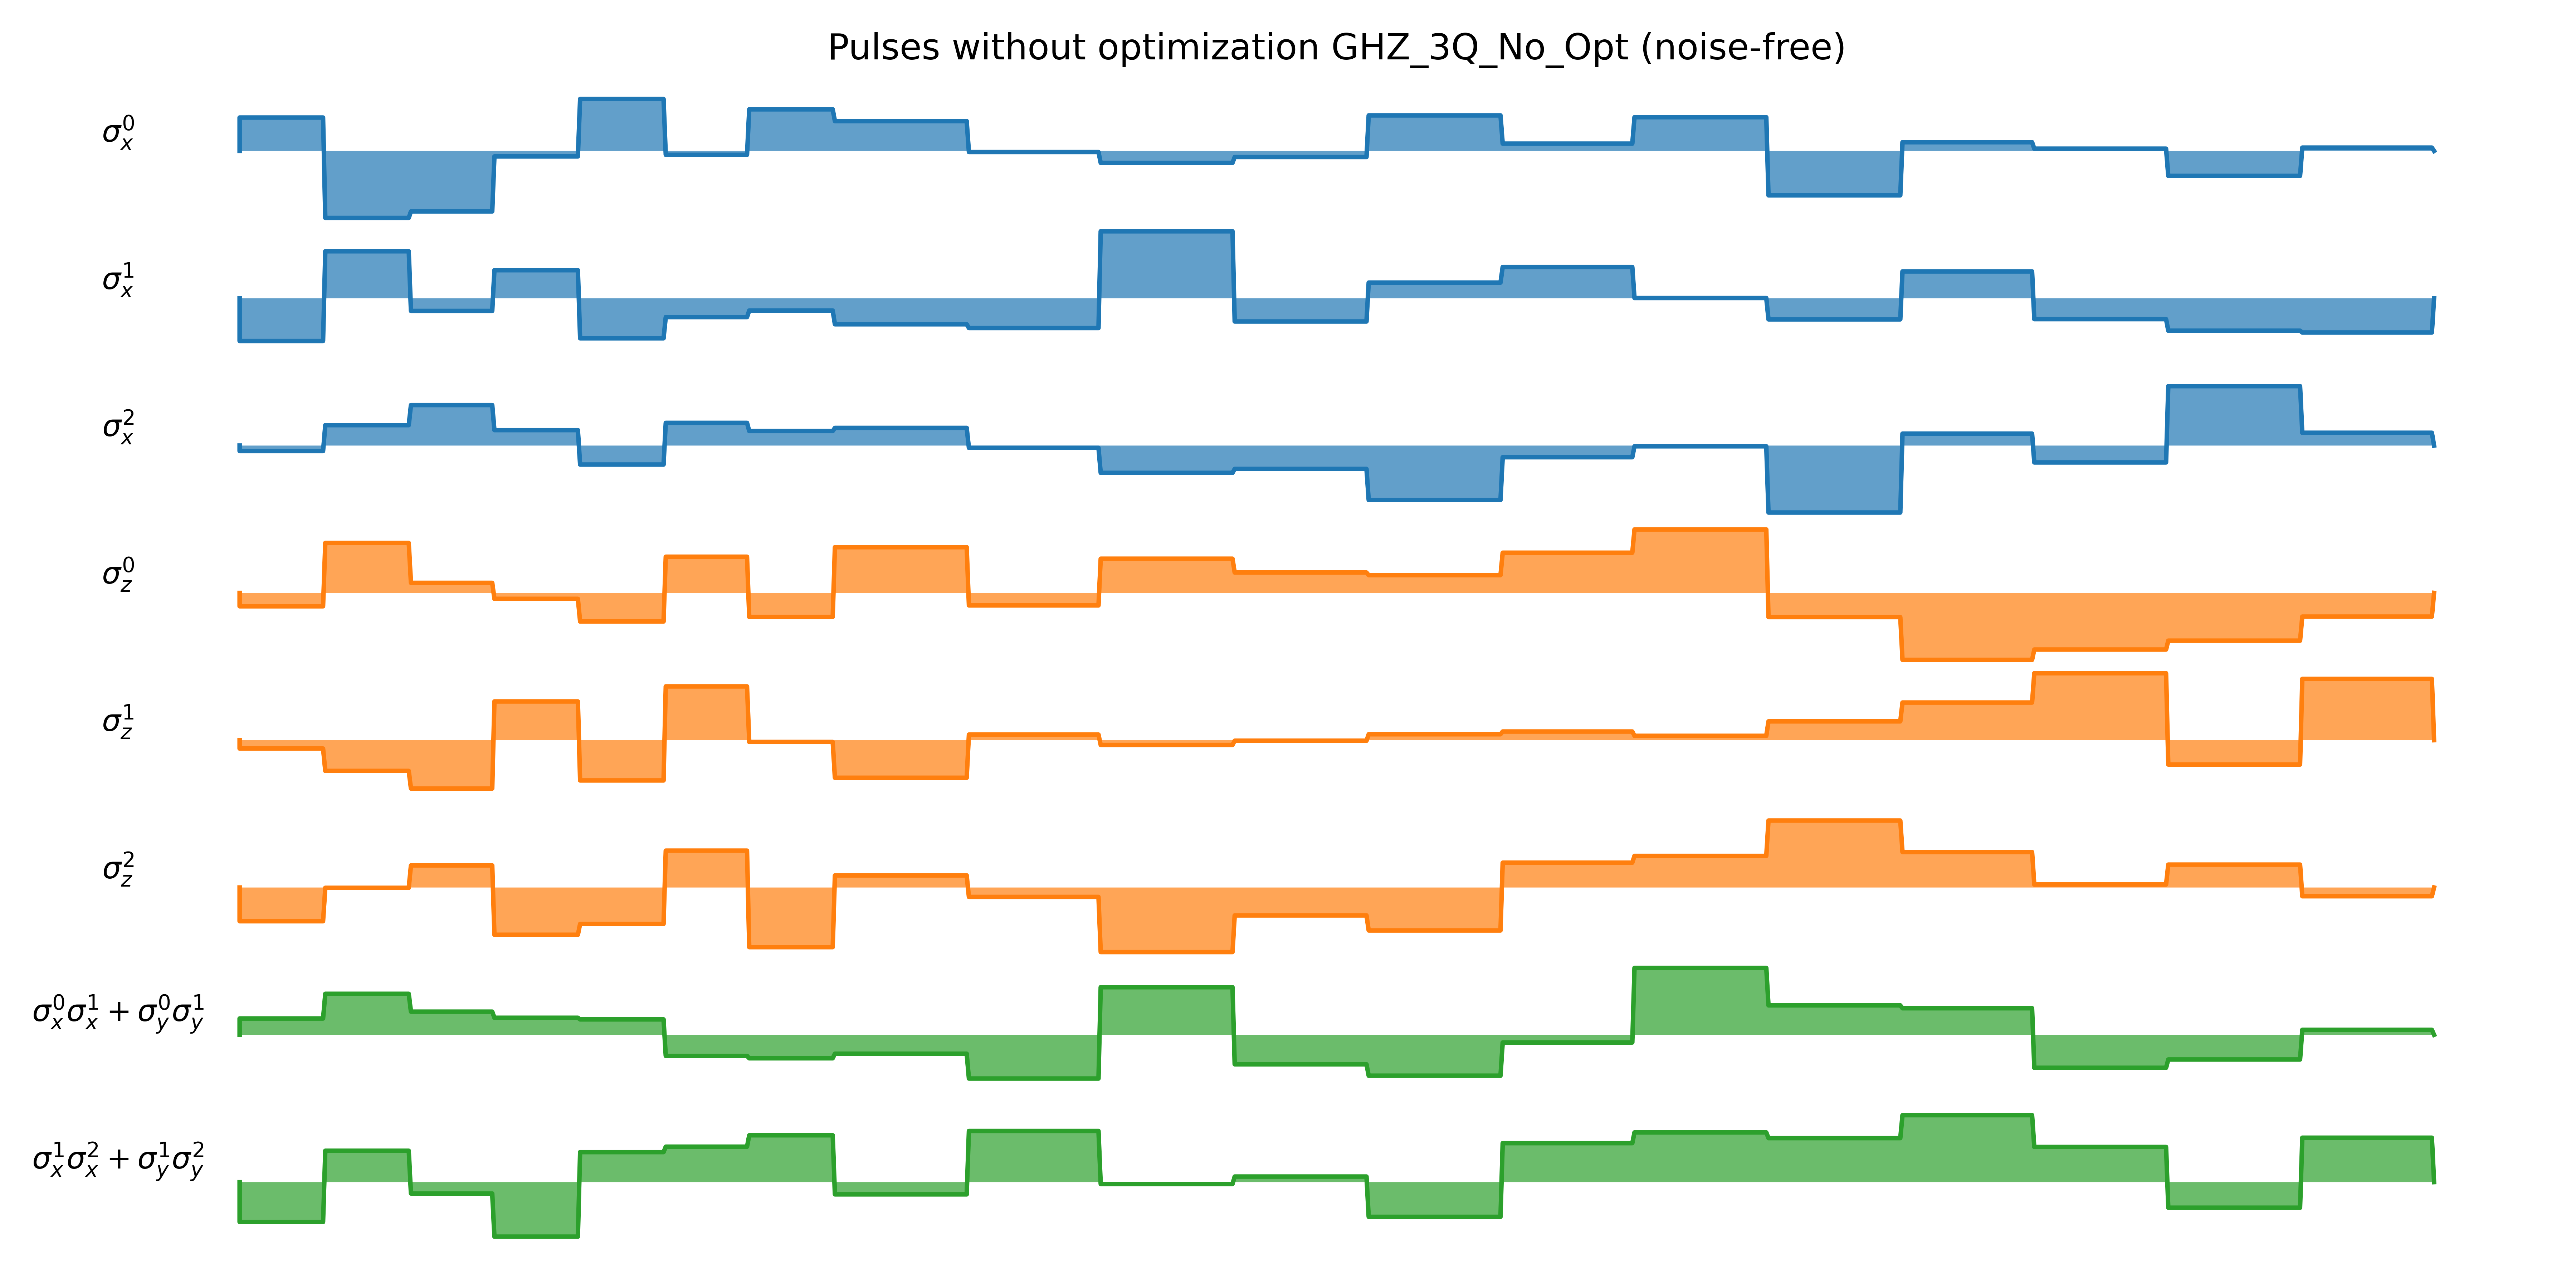 Pulses without optimization GHZ_3Q_No_Opt (noise-free)
σ_x^0
σ_x^1
σ_x^2
σ_z^0
σ_z^1
σ_z^2
σ_x^0σ_x^1 + σ_y^0σ_y^1
σ_x^1σ_x^2 + σ_y^1σ_y^2